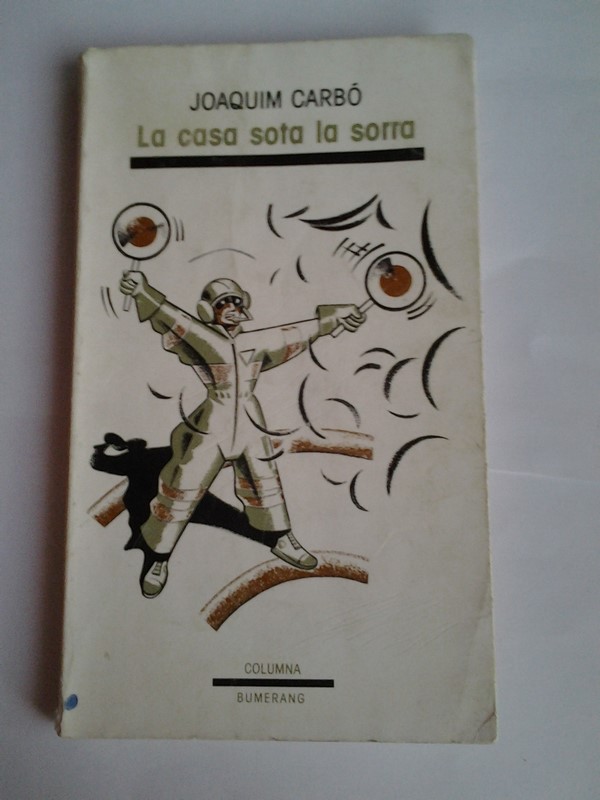 JOAQUIM CARBÓ
La casa sota la sorra
COLUMNA
BUMERANG